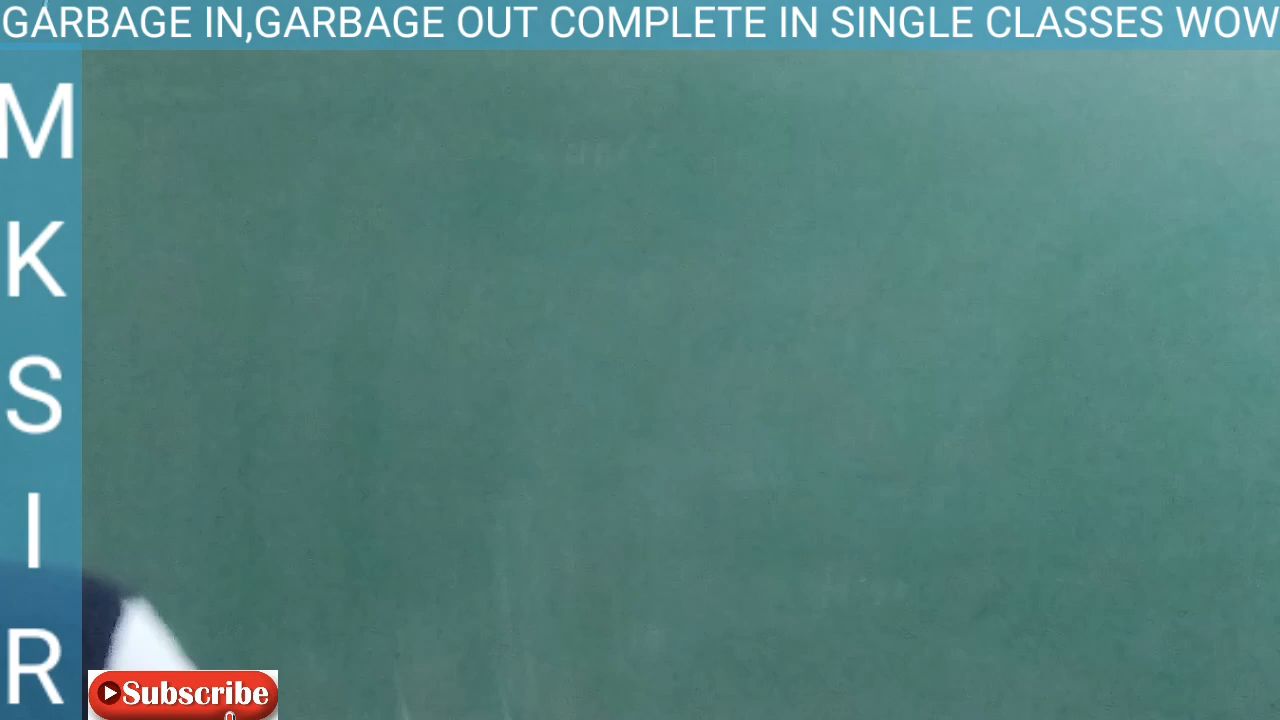 GARBAGE IN,GARBAGE OUT COMPLETE IN SINGLE CLASSES WOW
M
K
S
I
R
Subscribe